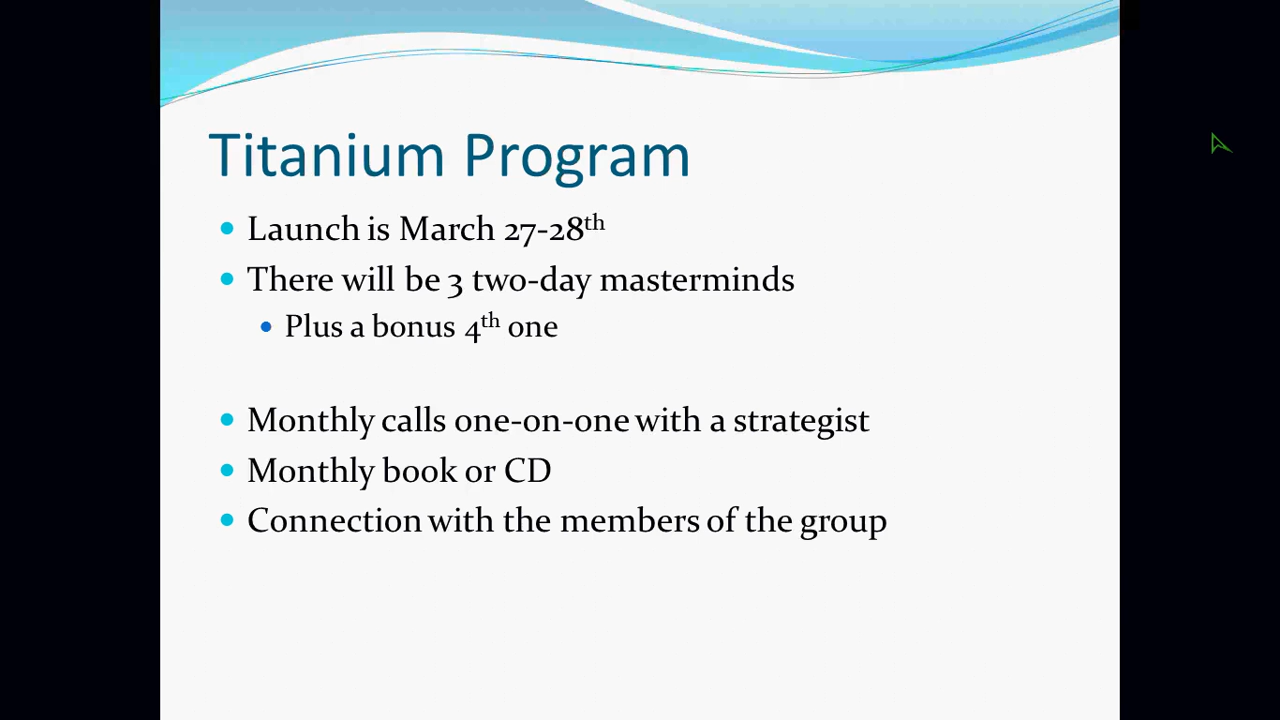 Titanium Program
Launch is March 27-28th
There will be 3 two-day masterminds
Plus a bonus 4th one
Monthly calls one-on-one with a strategist
Monthly book or CD
Connection with the members of the group